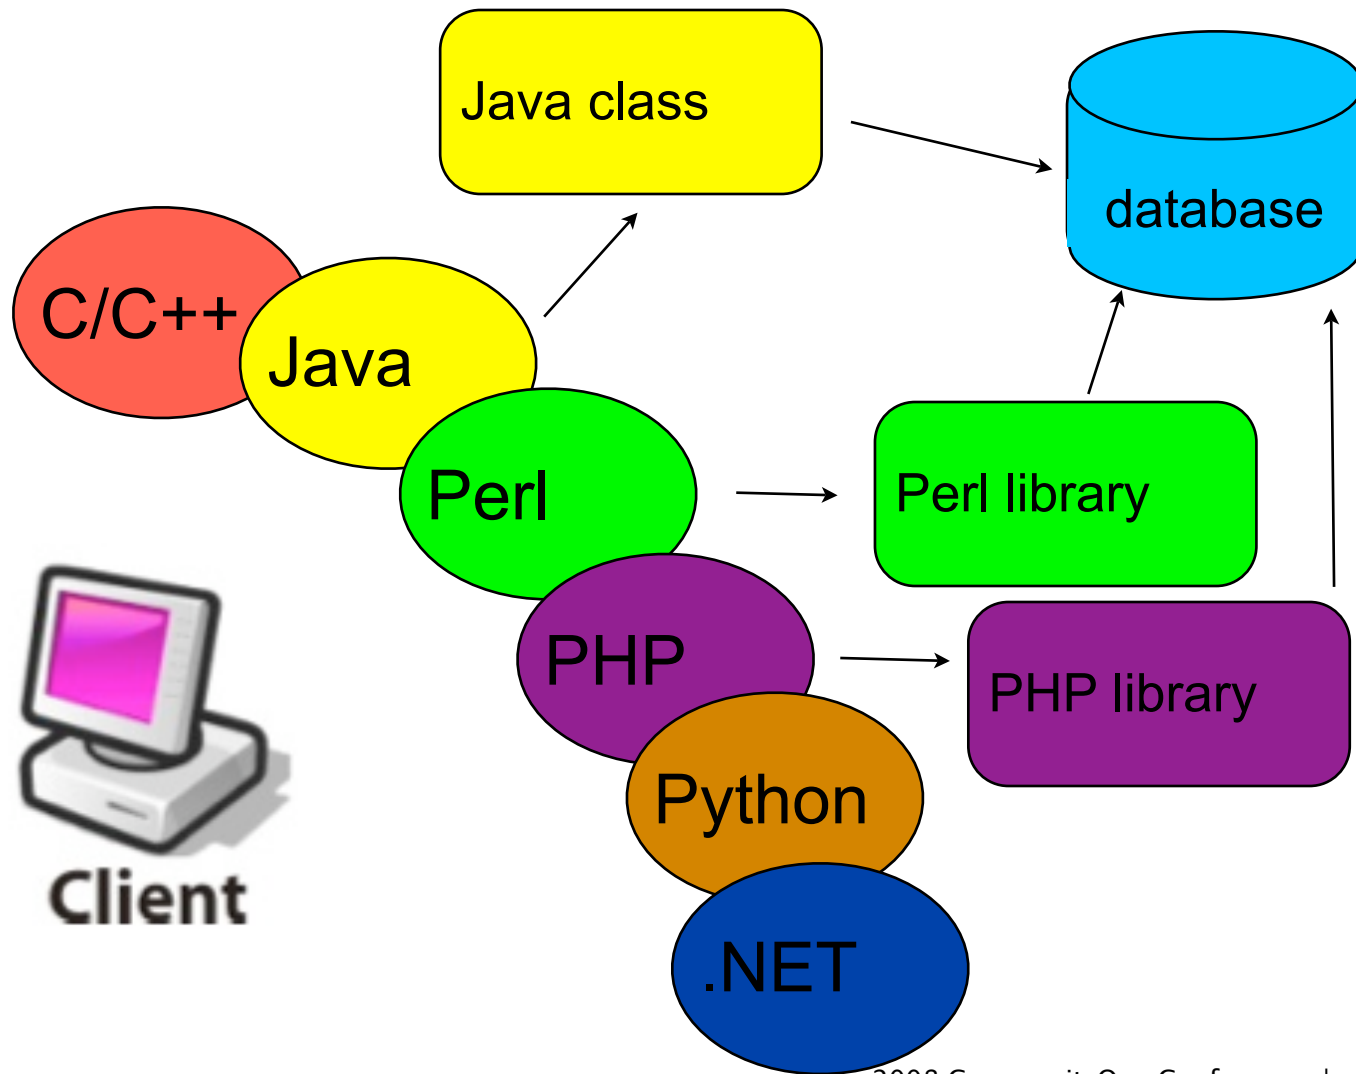 Java class
database
C/C++
Java
Perl
Perl library
PHP
PHP library
Python
Client
.NET